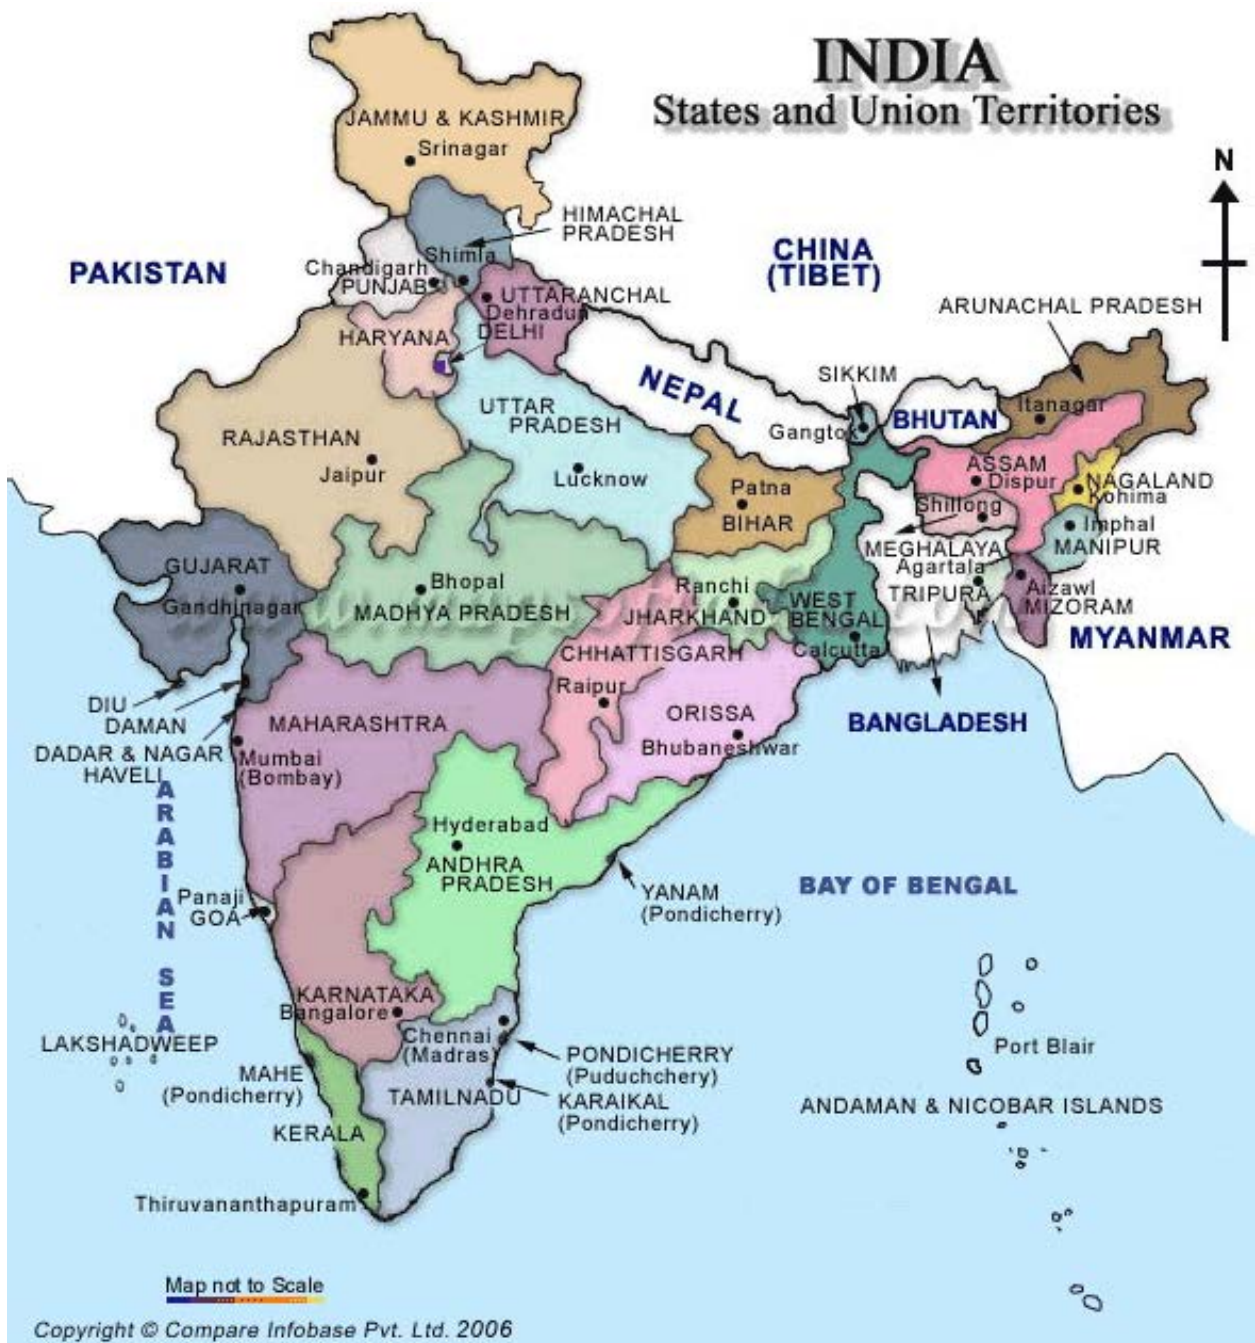 INDIA
States and Union Territories
N
JAMMU & KASHMIR
Srinagar
HIMACHAL
PRADESH
PAKISTAN
CHINA
(TIBET)
Shimla
Chandigarh
PUNJAB
UTTARANCHAL
Dehradun
DELHI
HARYANA
ARUNACHAL PRADESH
NEPAL
SIKKIM
BHUTAN
Itanagar
Gangtok
UTTAR
PRADESH
RAJASTHAN
Jaipur
Lucknow
ASSAM
Dispur
NAGALAND
Kohima
Patna
BIHAR
Shillong
Imphal
MANIPUR
MEGHALAYA
Agartala
TRIPURA
Aizawl
MIZORAM
MYANMAR
GUJARAT
Gandhinagar
Bhopal
MADHYA PRADESH
Ranchi
JHARKHAND
WEST
BENGAL
Calcutta
CHHATTISGARH
Raipur
DIU
DAMAN
DADAR & NAGAR
HAVELI
MAHARASHTRA
Mumbai
(Bombay)
ORISSA
Bhubaneshwar
BANGLADESH
ARABIAN SEA
Hyderabad
ANDHRA
PRADESH
YANAM
(Pondicherry)
BAY OF BENGAL
Panaji
GOA
KARNATAKA
Bangalore
LAKSHADWEEP
Chennai
(Madras)
PONDICHERRY
(Puduchchery)
MAHE
(Pondicherry)
TAMILNADU
KARAIKAL
(Pondicherry)
Port Blair
ANDAMAN & NICOBAR ISLANDS
KERALA
Thiruvananthapuram
Map not to Scale
Copyright © Compare Infobase Pvt. Ltd. 2006